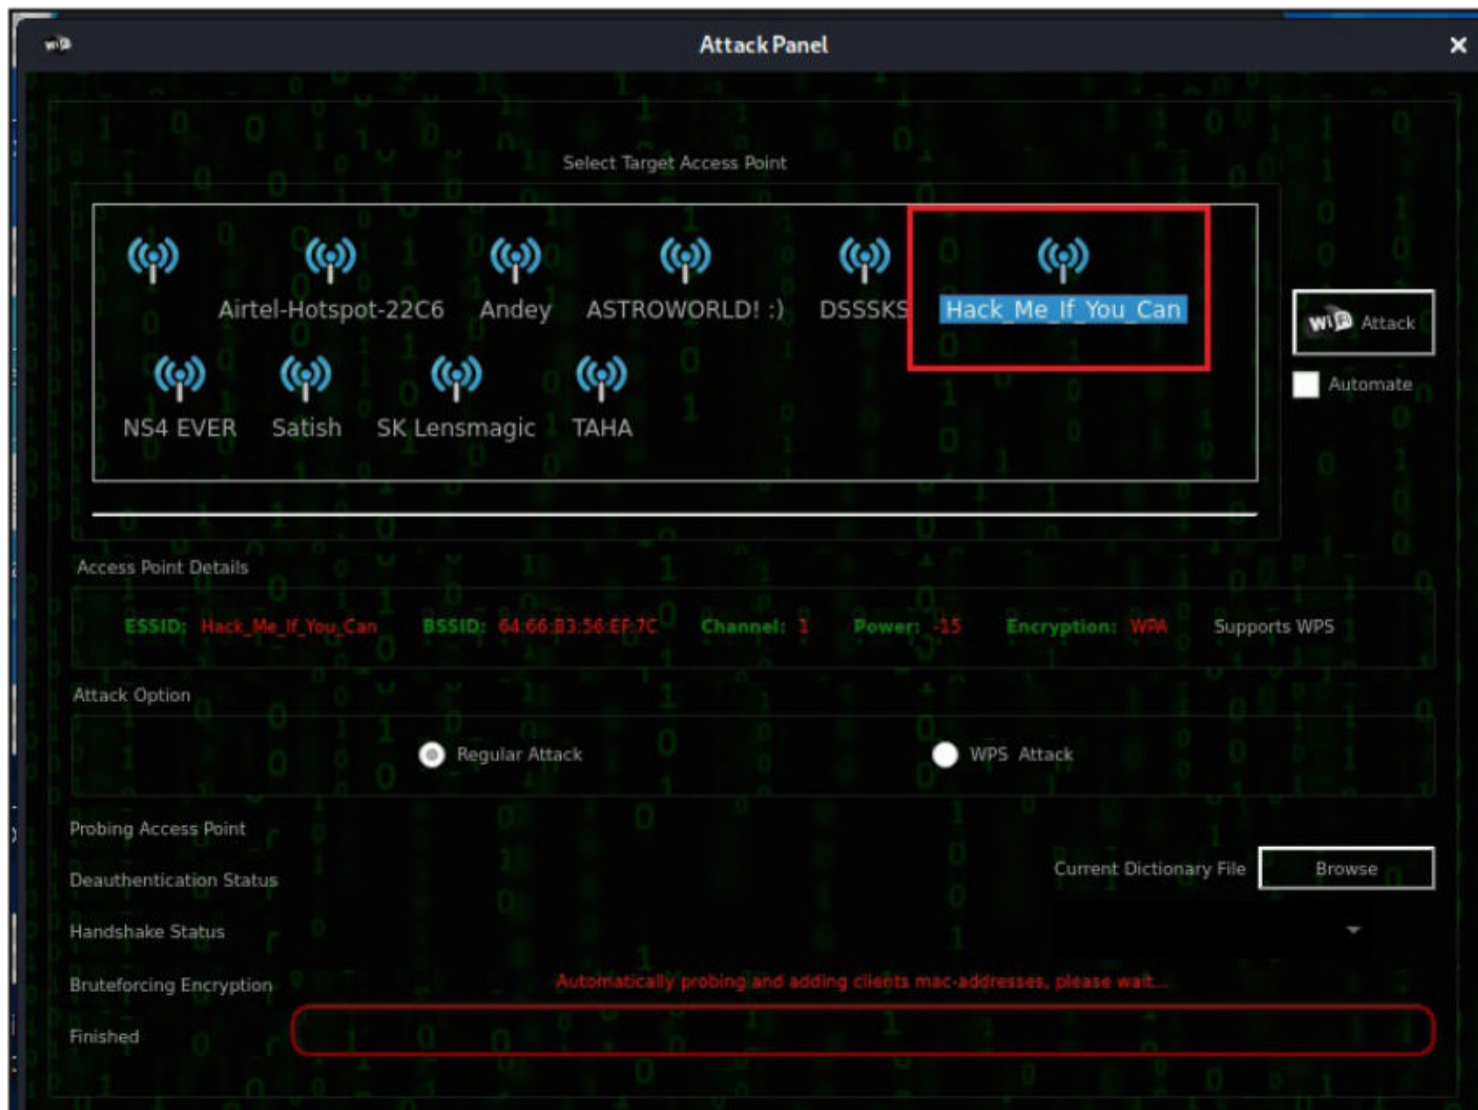 WiFi
Attack Panel
Select Target Access Point
Airtel-Hotspot-22C6 Andey ASTROWORLD! :) DSSSKS Hack_Me_If_You_Can
WiFi Attack
Automate
NS4 EVER Satish SK Lensmagic TAHA
Access Point Details
ESSID: Hack_Me_If_You_Can BSSID: 64:66:B3:56:EF:7C Channel: 1 Power: -15 Encryption: WPA Supports WPS
Attack Option
Regular Attack WPS Attack
Probing Access Point
Current Dictionary File Browse
Deauthentication Status
Handshake Status
Bruteforcing Encryption
Automatically probing and adding clients mac-addresses, please wait...
Finished